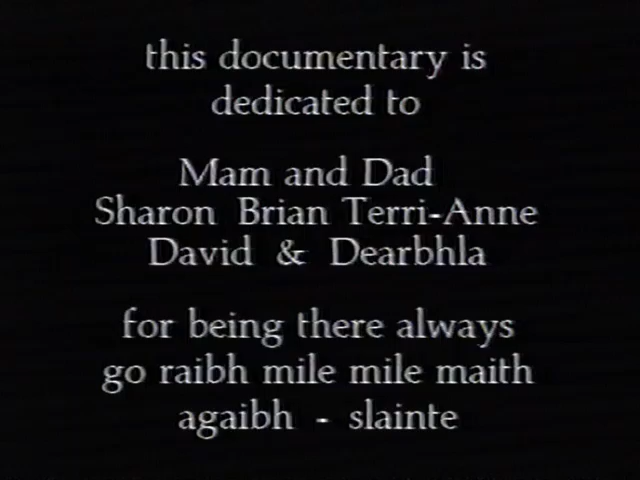 this documentary is
dedicated to
Mam and Dad
Sharon Brian Terri-Anne
David & Dearbhla
for being there always
go raibh mile mile maith
agaibh - slainte